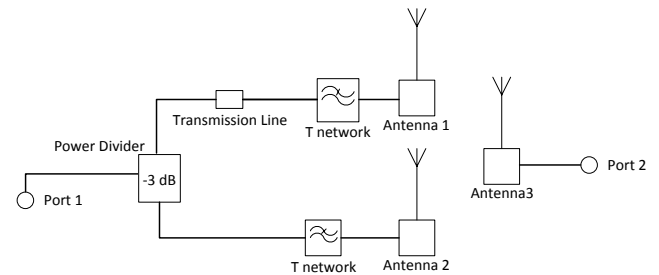 Transmission Line
T network
Antenna 1
Power Divider
-3 dB
Port 1
T network
Antenna 2
Antenna3
Port 2